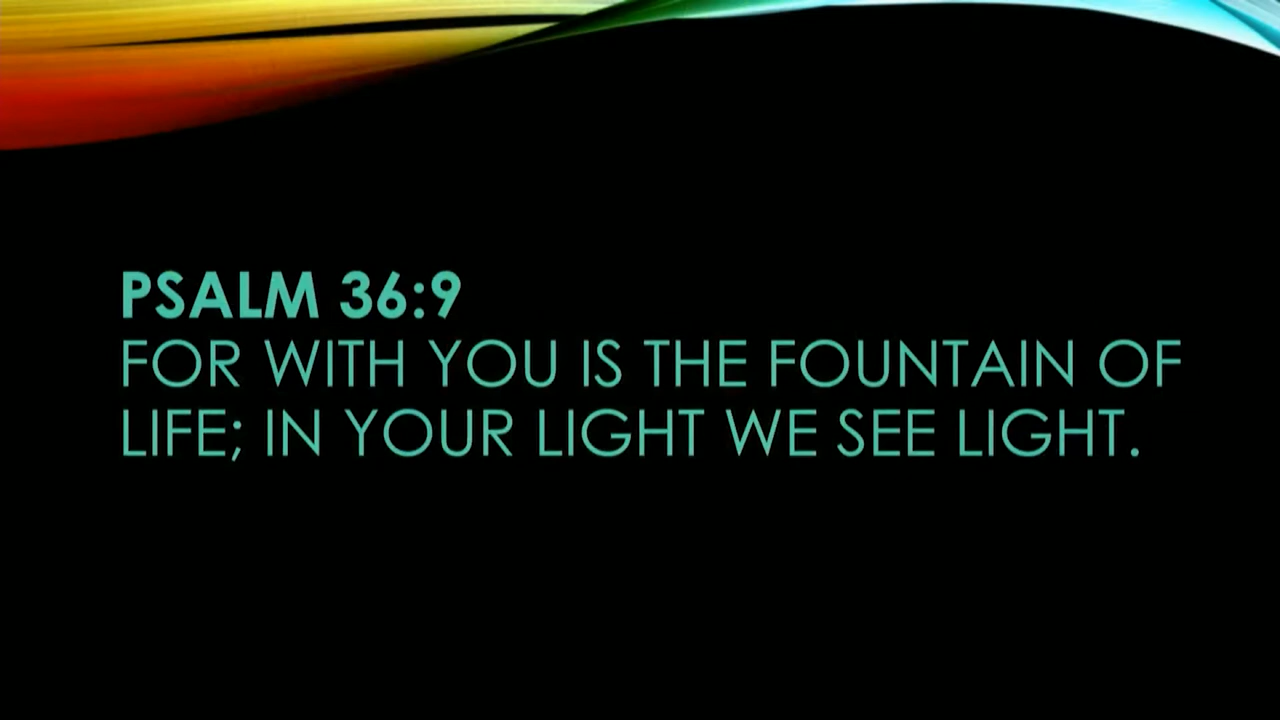 PSALM 36:9
FOR WITH YOU IS THE FOUNTAIN OF
LIFE; IN YOUR LIGHT WE SEE LIGHT.